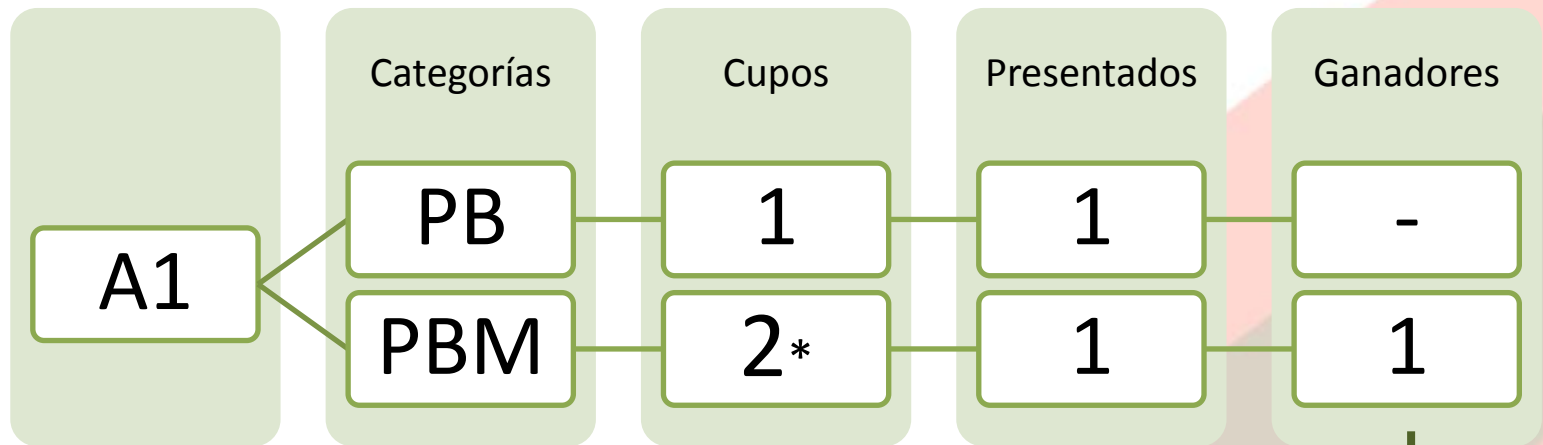 Categorías Cupos Presentados Ganadores
A1
PB 1 1 -
PBM 2* 1 1